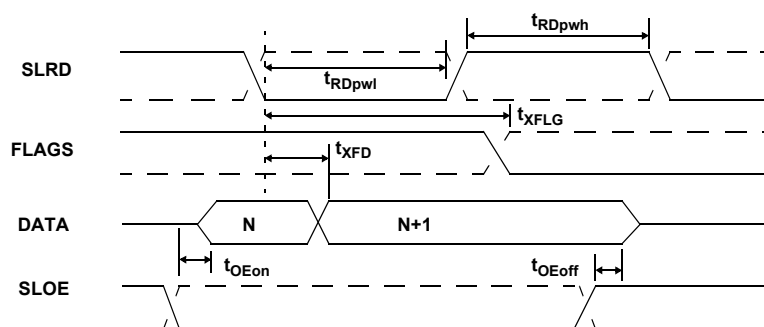 tRDpwh
SLRD
tRDpwl
tXFLG
FLAGS
tXFD
DATA
N
N+1
tOEon
tOEoff
SLOE